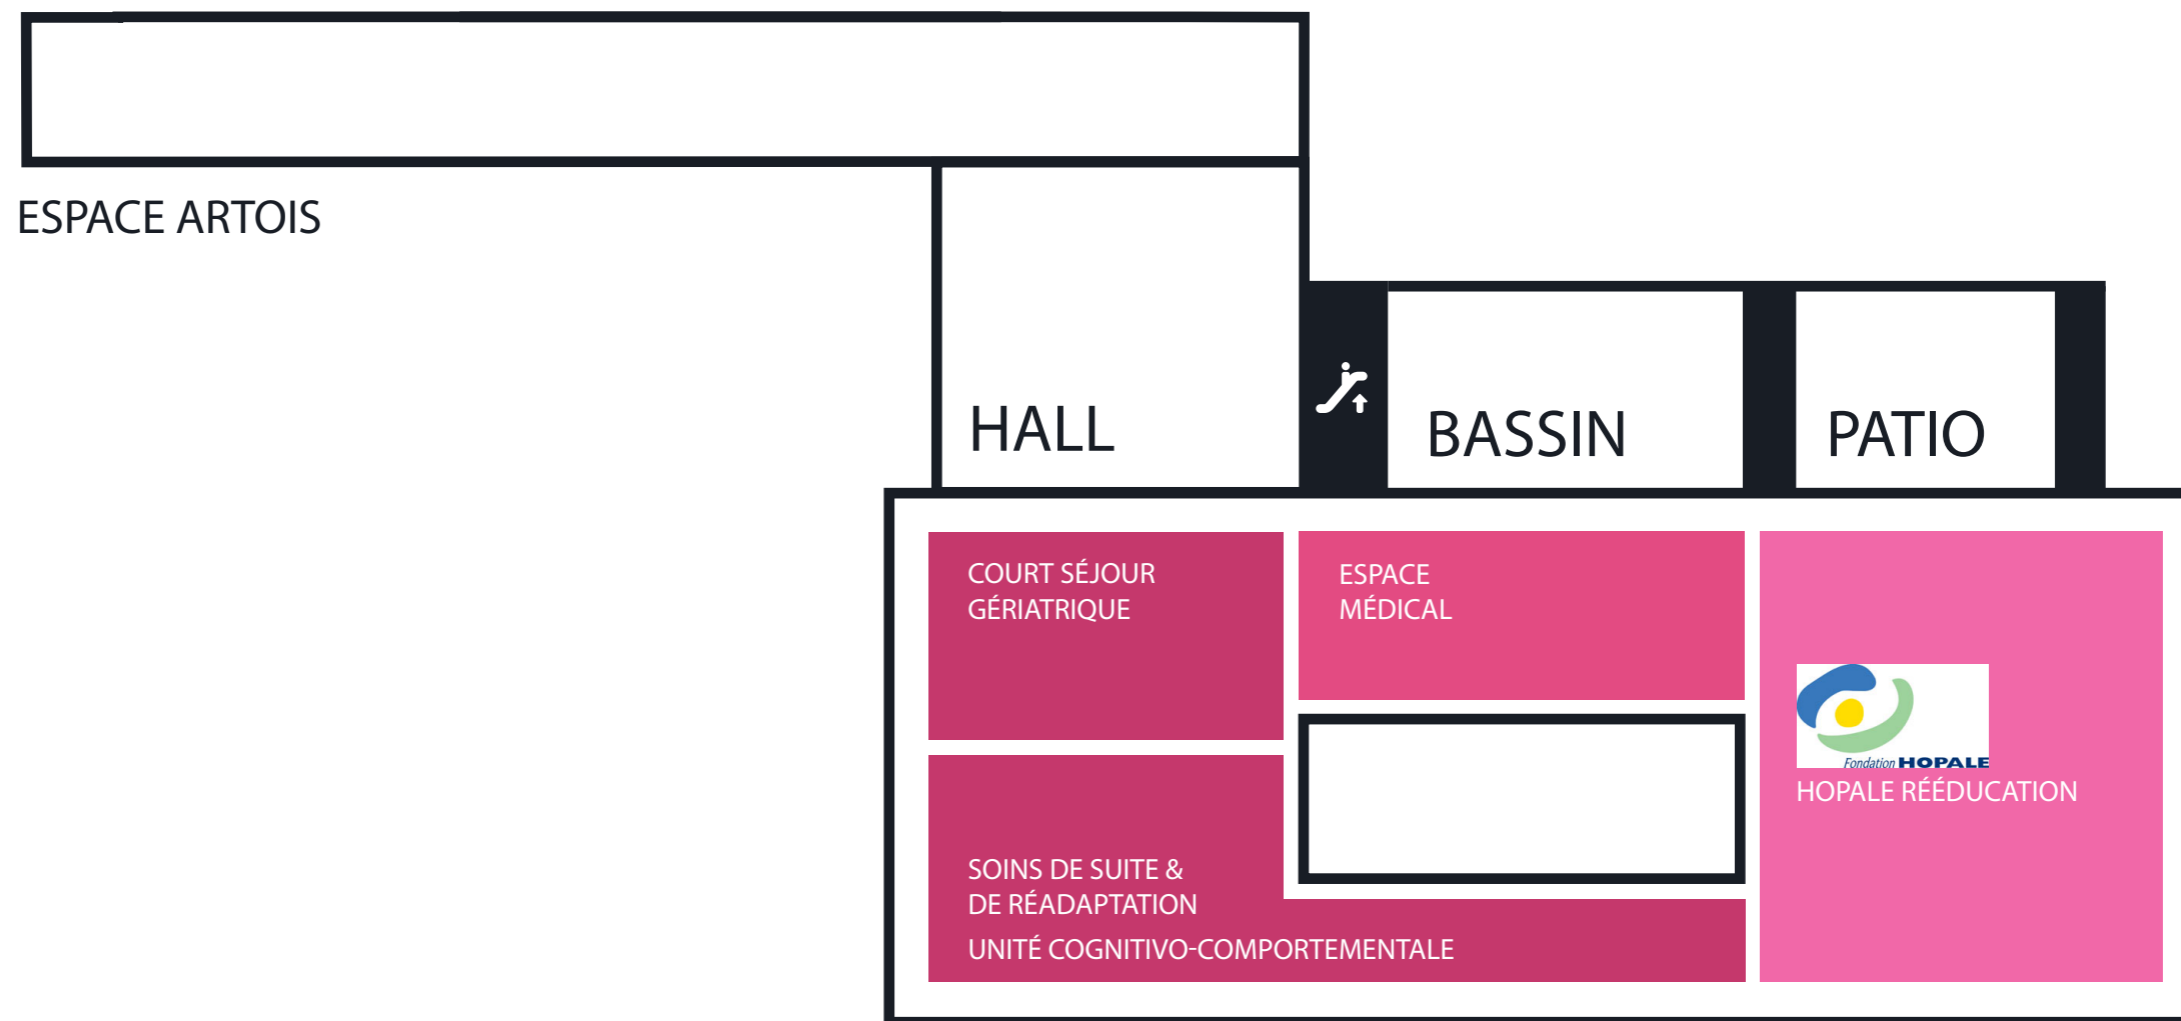 ESPACE ARTOIS
HALL
BASSIN
PATIO
COURT SÉJOUR
GÉRIATRIQUE
ESPACE
MÉDICAL
Fondation HOPALE
HOPALE RÉÉDUCATION
SOINS DE SUITE &
DE RÉADAPTATION
UNITÉ COGNITIVO-COMPORTEMENTALE